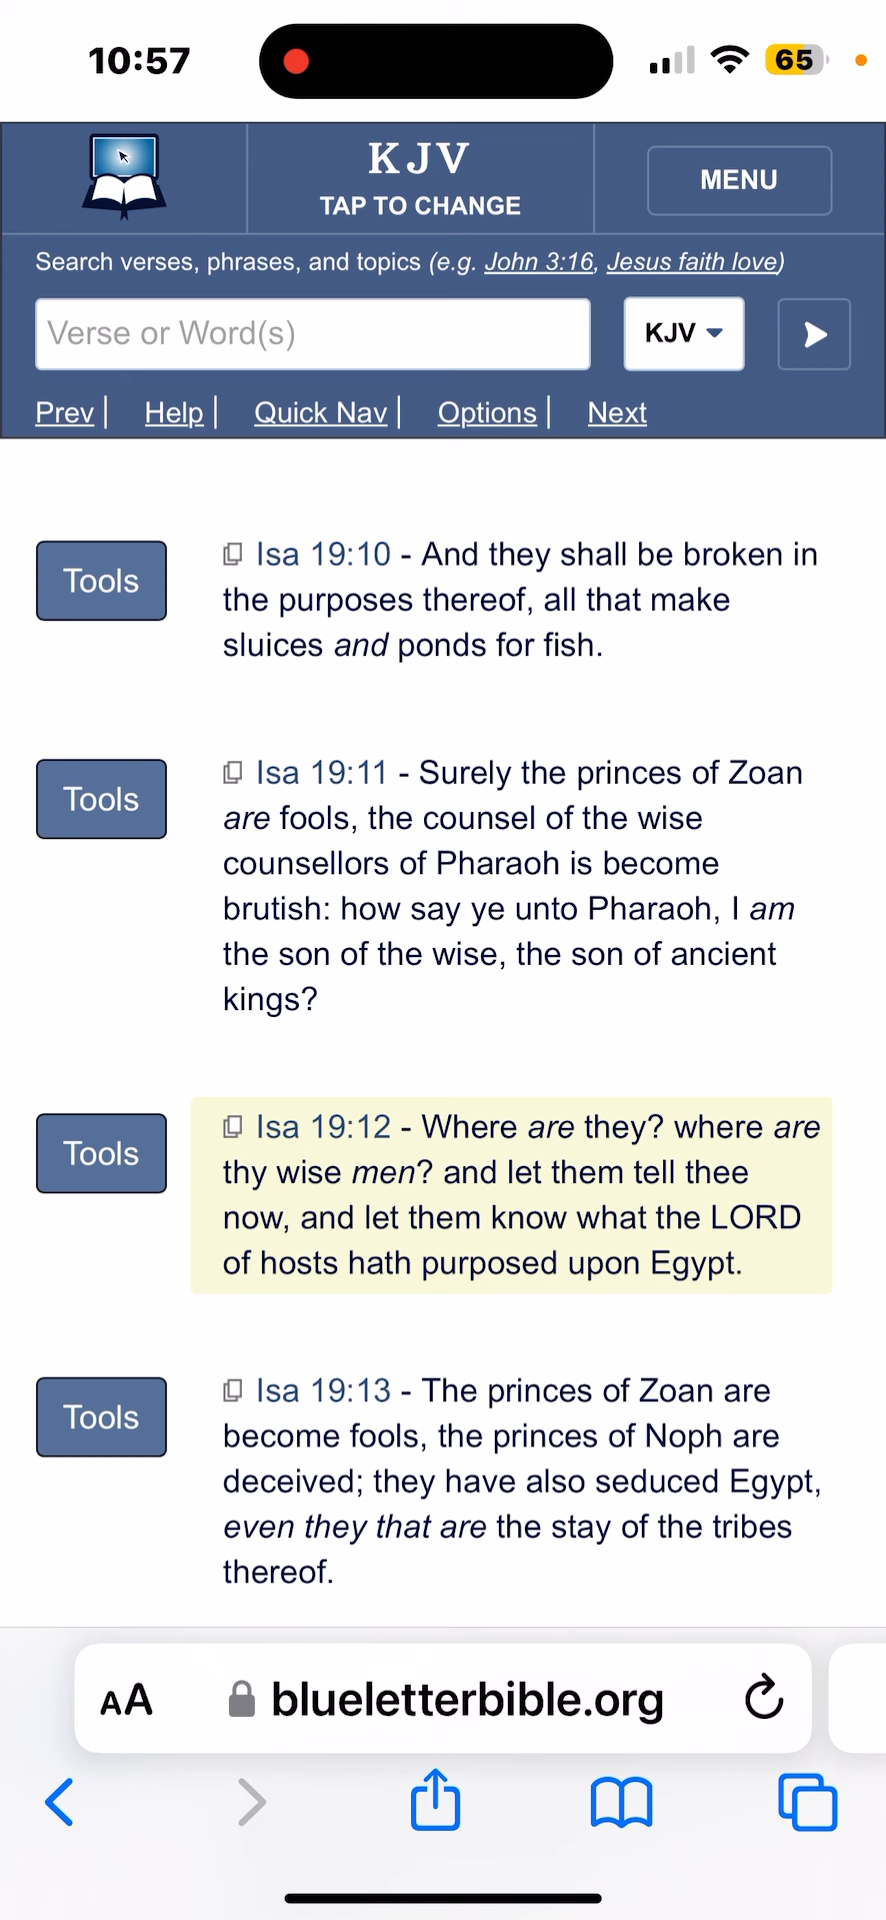 10:57
65
KJV
TAP TO CHANGE
MENU
Search verses, phrases, and topics (e.g. John 3:16, Jesus faith love)
Verse or Word(s)
KJV
Prev| Help| Quick Nav| Options| Next
Tools
Isa 19:10 - And they shall be broken in
the purposes thereof, all that make
sluices and ponds for fish.
Tools
Isa 19:11 - Surely the princes of Zoan
are fools, the counsel of the wise
counsellors of Pharaoh is become
brutish: how say ye unto Pharaoh, I am
the son of the wise, the son of ancient
kings?
Tools
Isa 19:12 - Where are they? where are
thy wise men? and let them tell thee
now, and let them know what the LORD
of hosts hath purposed upon Egypt.
Tools
Isa 19:13 - The princes of Zoan are
become fools, the princes of Noph are
deceived; they have also seduced Egypt,
even they that are the stay of the tribes
thereof.
AA blueletterbible.org